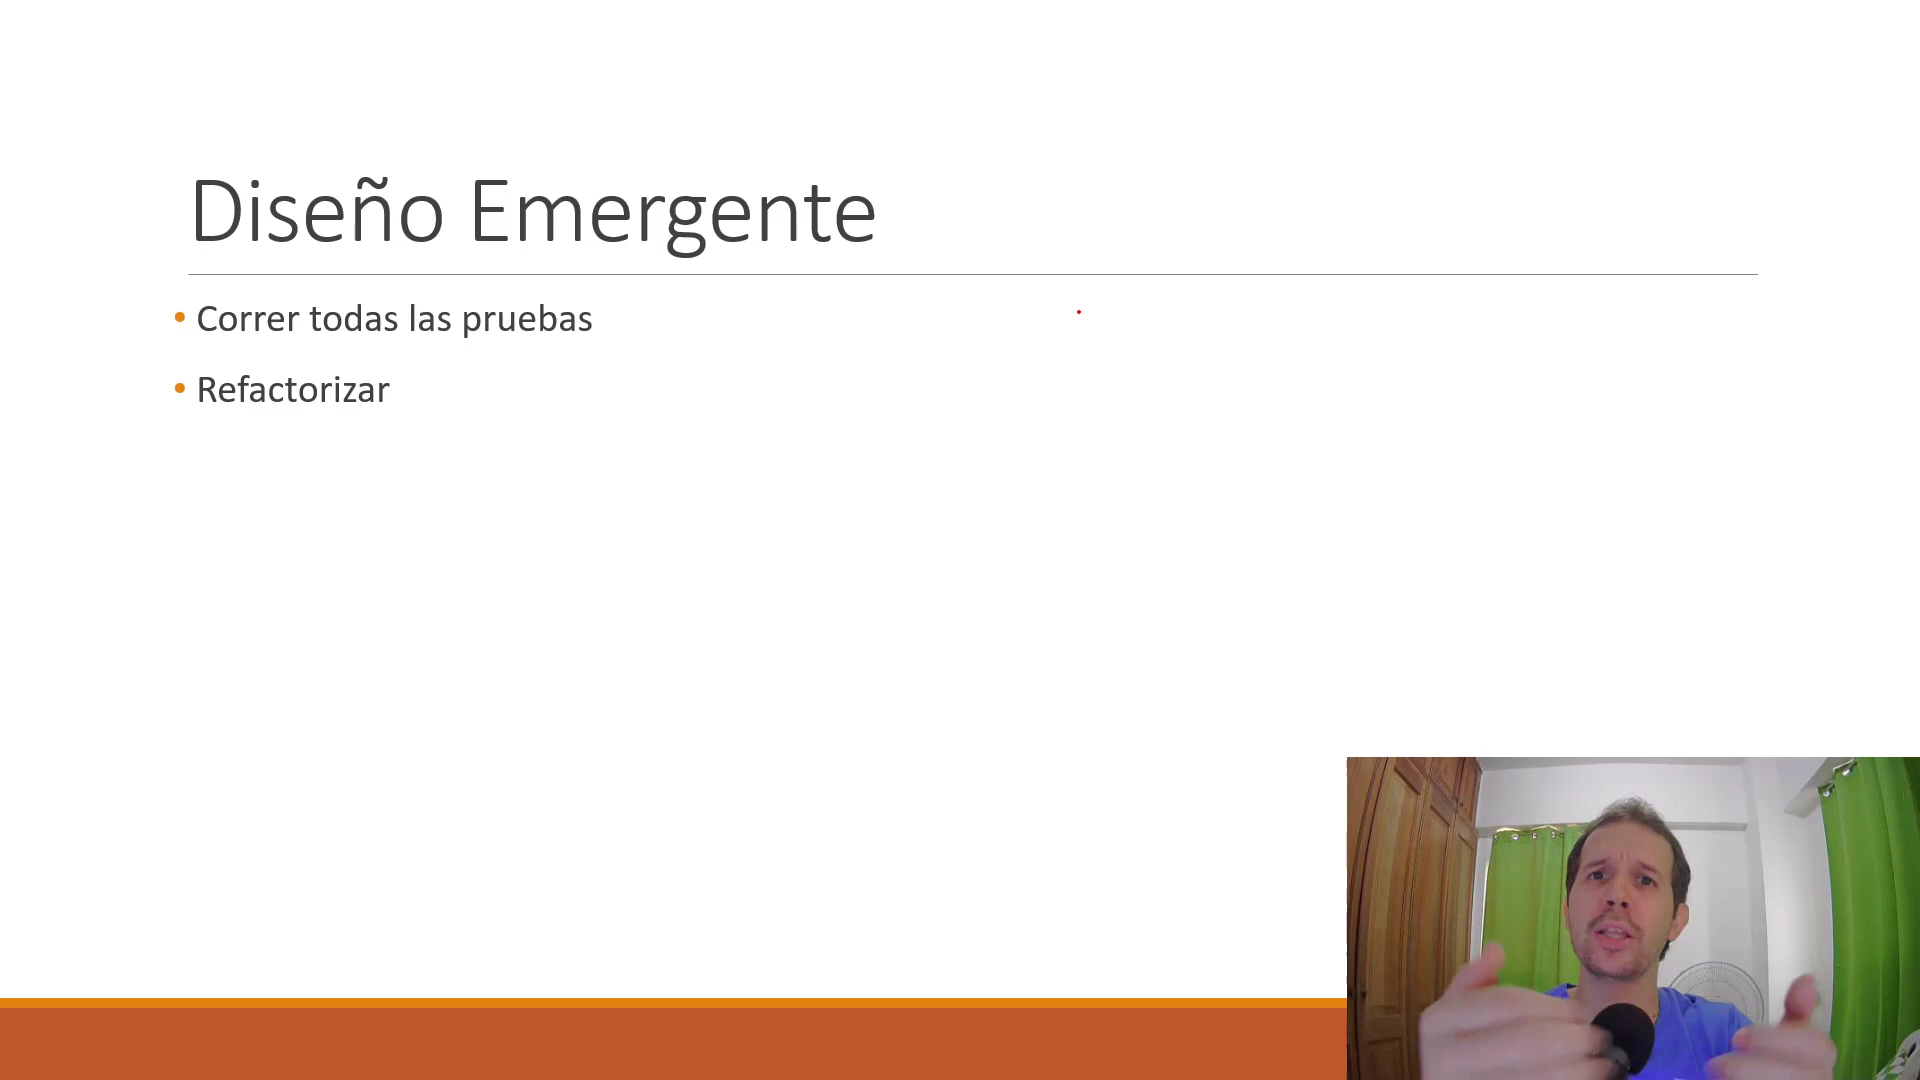 Diseño Emergente
• Correr todas las pruebas
• Refactorizar